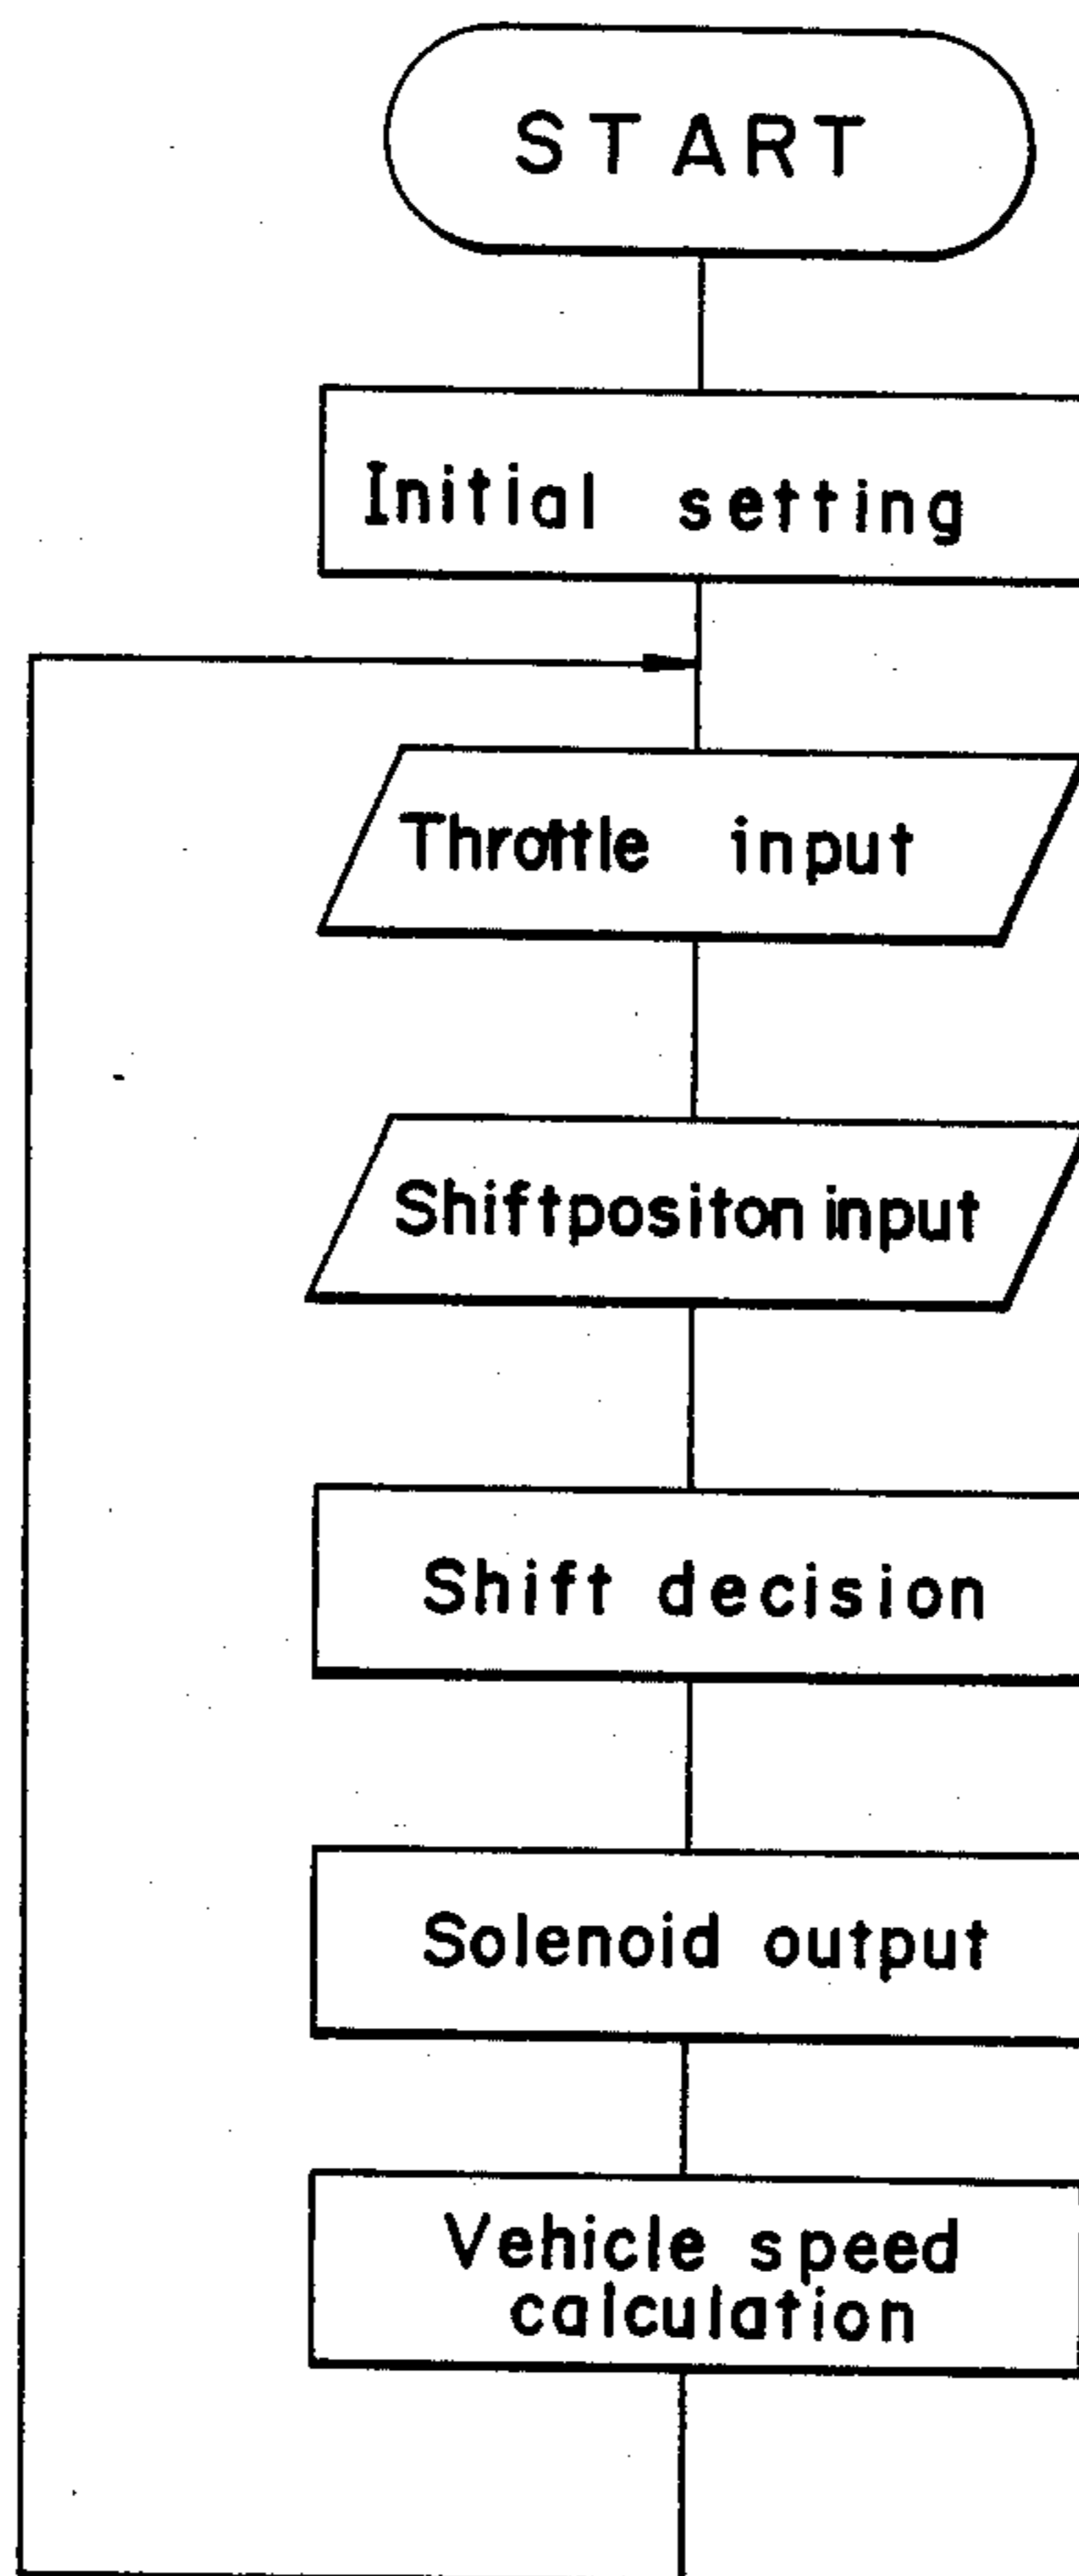 START
Initial setting
Throttle input
Shiftpositon input
Shift decision
Solenoid output
Vehicle speed
calculation